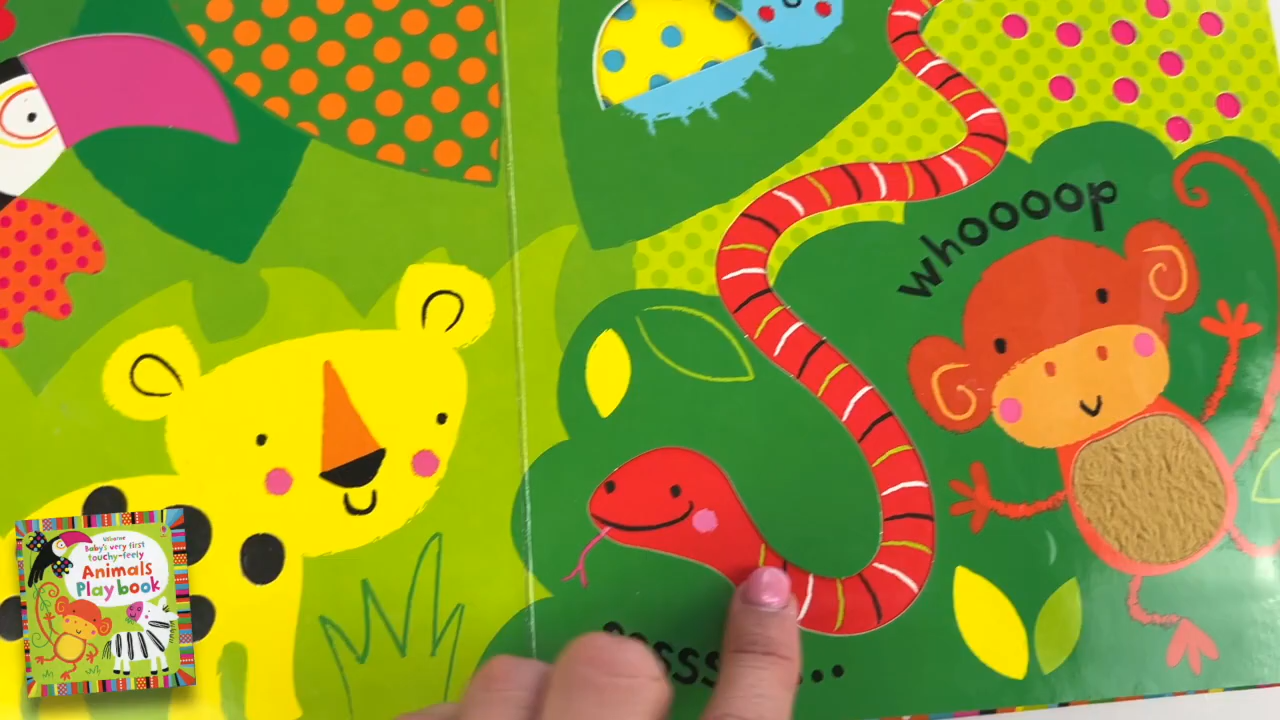 whoooop
Usborne
Baby's very first
touchy-feely
Animals
Play book